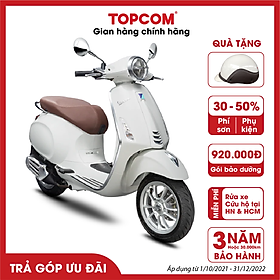 TOPCOM®
Gian hàng chính hãng
QUÀ TẶNG
30 - 50%
Phí sơn
Phụ kiện
920.000Đ
Gói bảo dưỡng
MIỄN PHÍ
Rửa xe
Cứu hộ tại
HN & HCM
3 NĂM
Hoặc 30.000km
BẢO HÀNH
TRẢ GÓP ƯU ĐÃI
Áp dụng từ 1/10/2021 - 31/12/2022